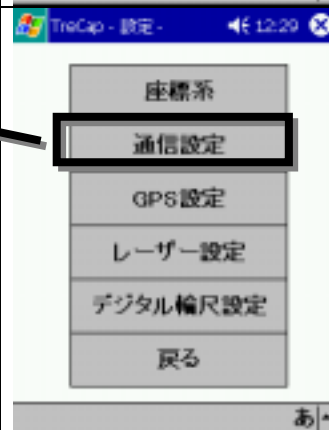 TreCap - 設定 - 12:29
座標系
通信設定
GPS設定
レーザー設定
デジタル輪尺設定
戻る
あ